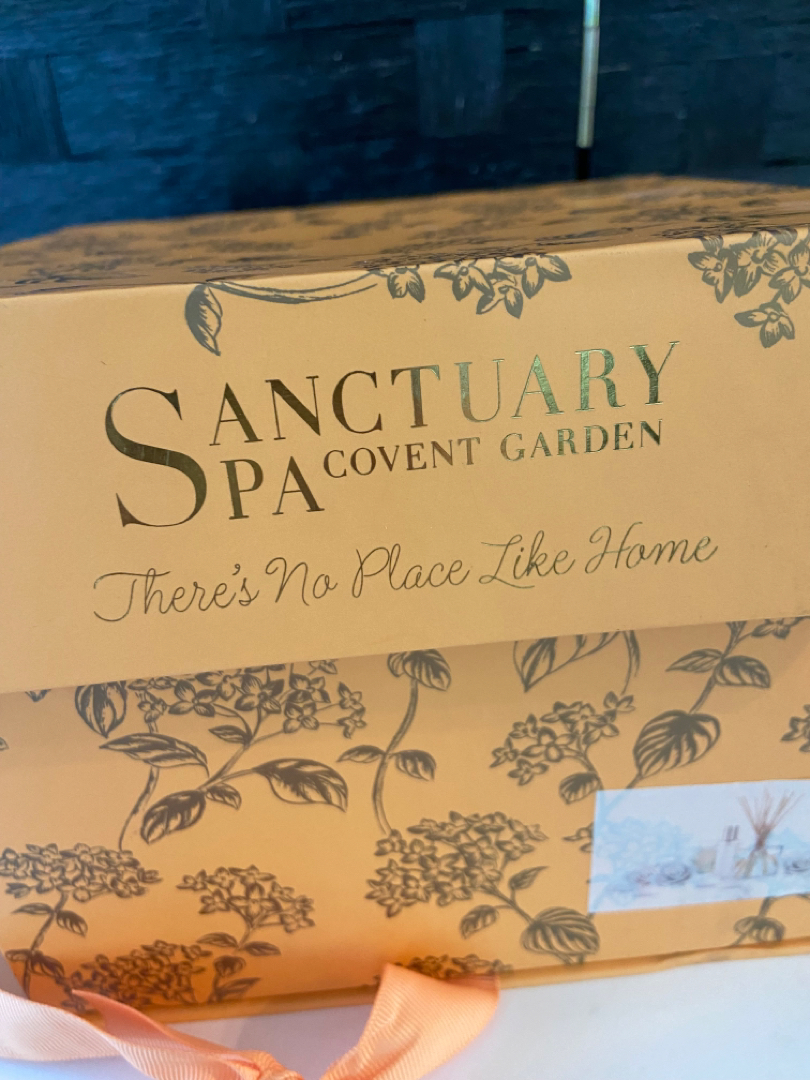 SANCTUARY
SPA COVENT GARDEN
There's No Place Like Home